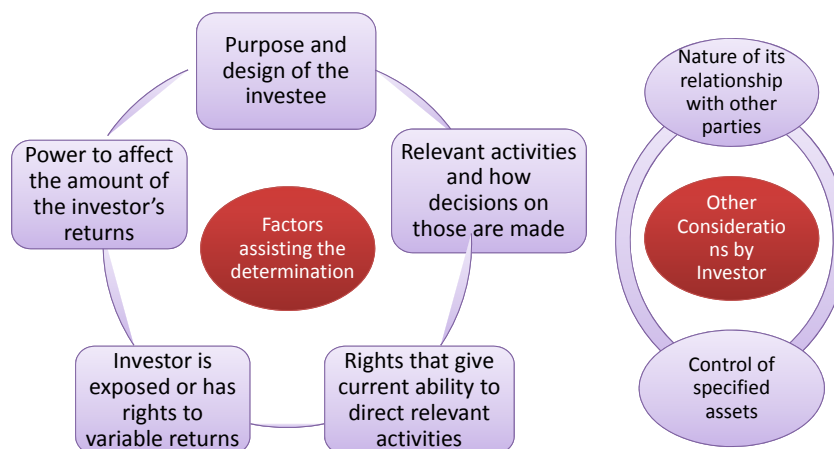 Purpose and
design of the
investee
Relevant activities
and how
decisions on
those are made
Rights that give
current ability to
direct relevant
activities
Investor is
exposed or has
rights to
variable returns
Power to affect
the amount of
the investor's
returns
Factors
assisting the
determination
Nature of its
relationship
with other
parties
Other
Consideratio
ns by
Investor
Control of
specified
assets